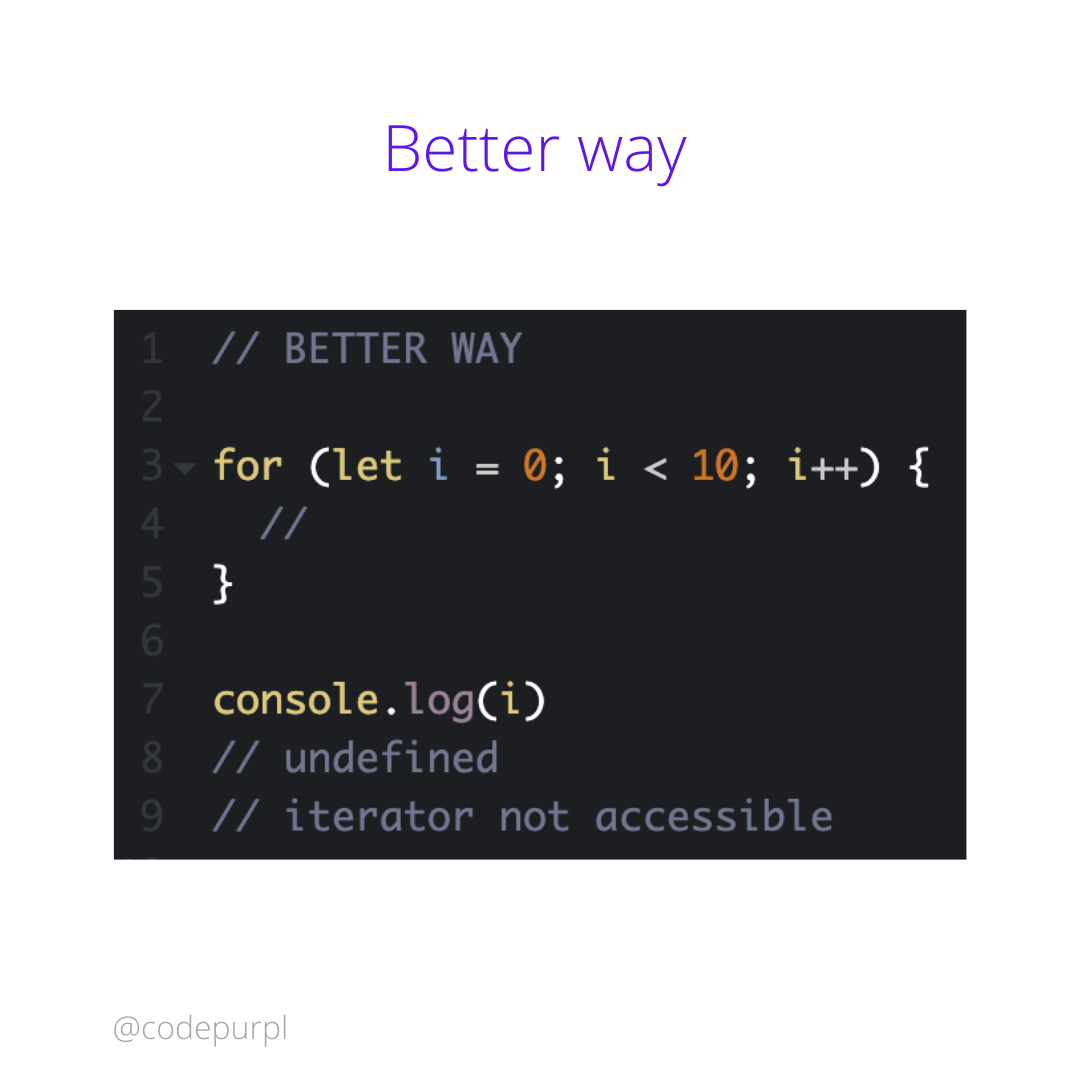 Better way
1 // BETTER WAY
2
3 for (let i = 0; i < 10; i++) {
4   //
5 }
6
7 console.log(i)
8 // undefined
9 // iterator not accessible
@codepurpl